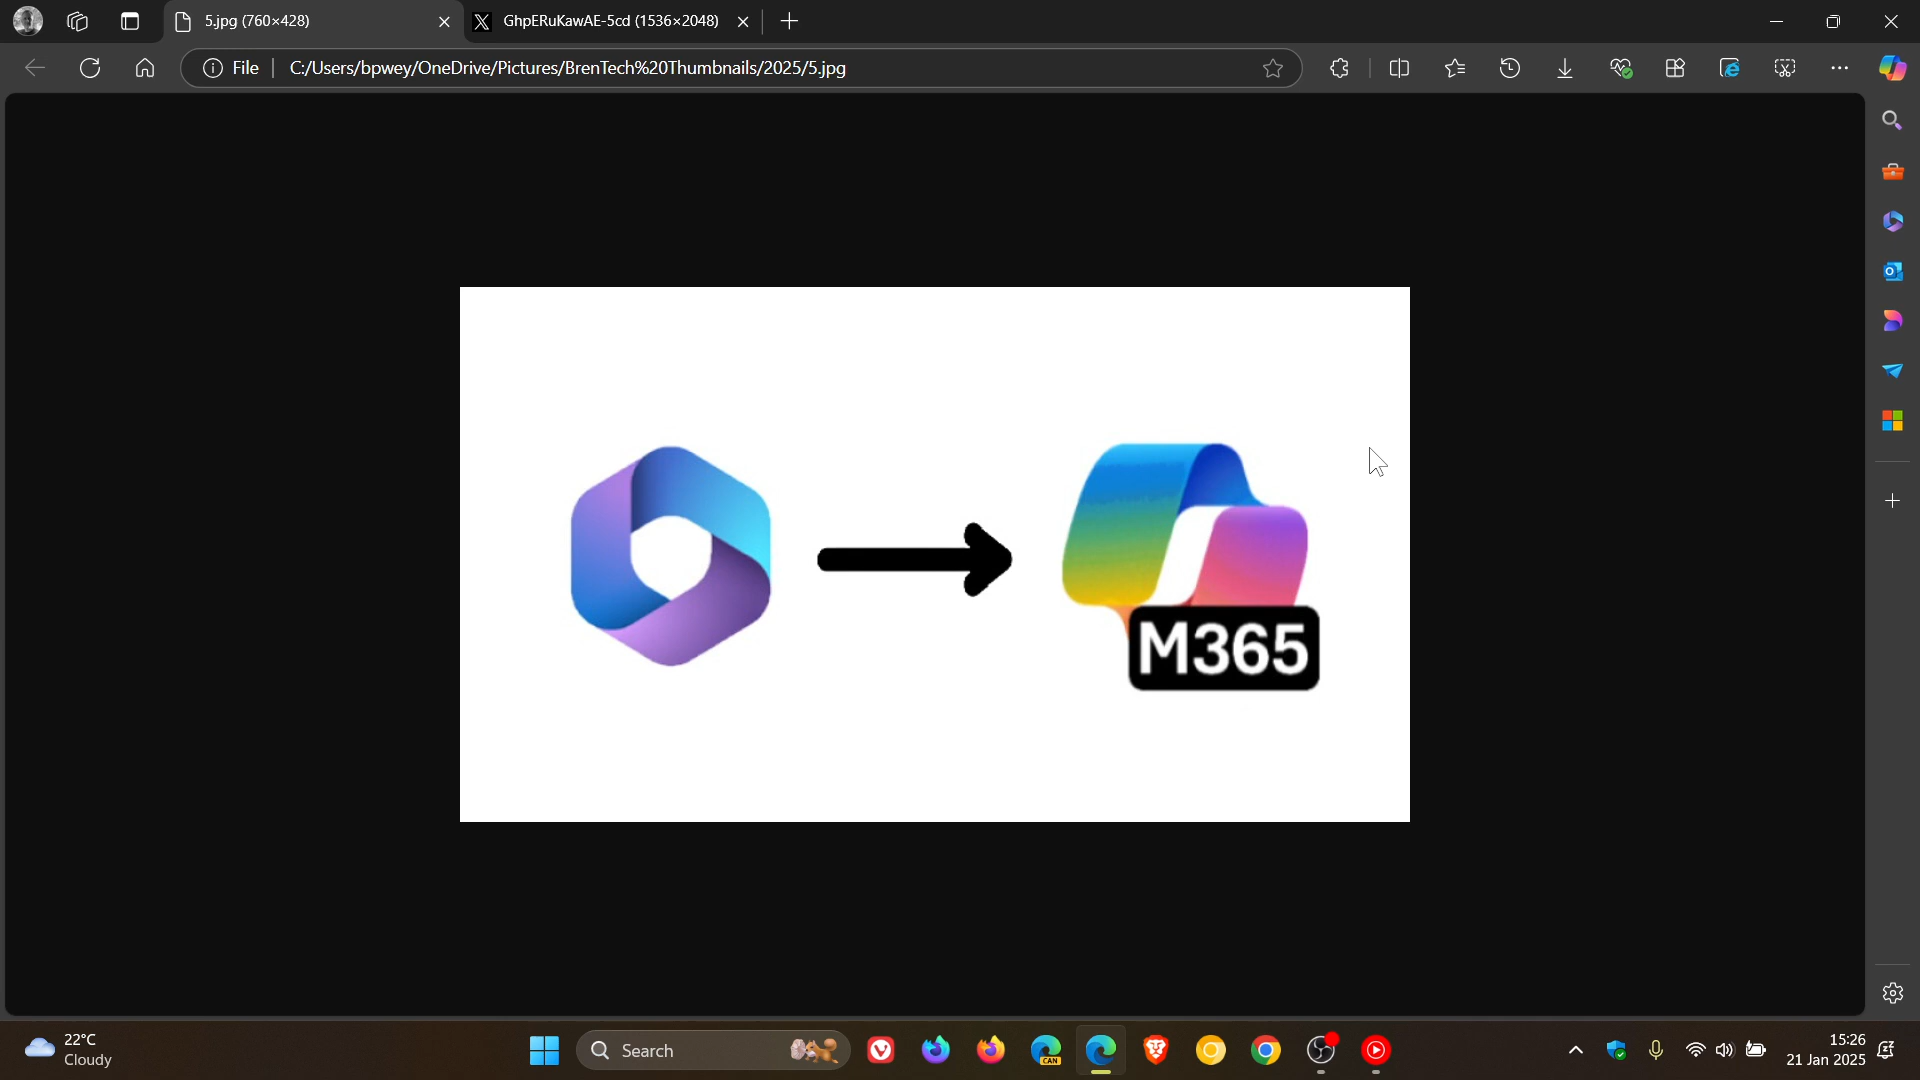 5.jpg (760×428)
GhpERuKawAE-5cd (1536×2048)
File
C:/Users/bpwey/OneDrive/Pictures/BrenTech%20Thumbnails/2025/5.jpg
M365
22°C
Cloudy
Search
CAN
15:26
21 Jan 2025